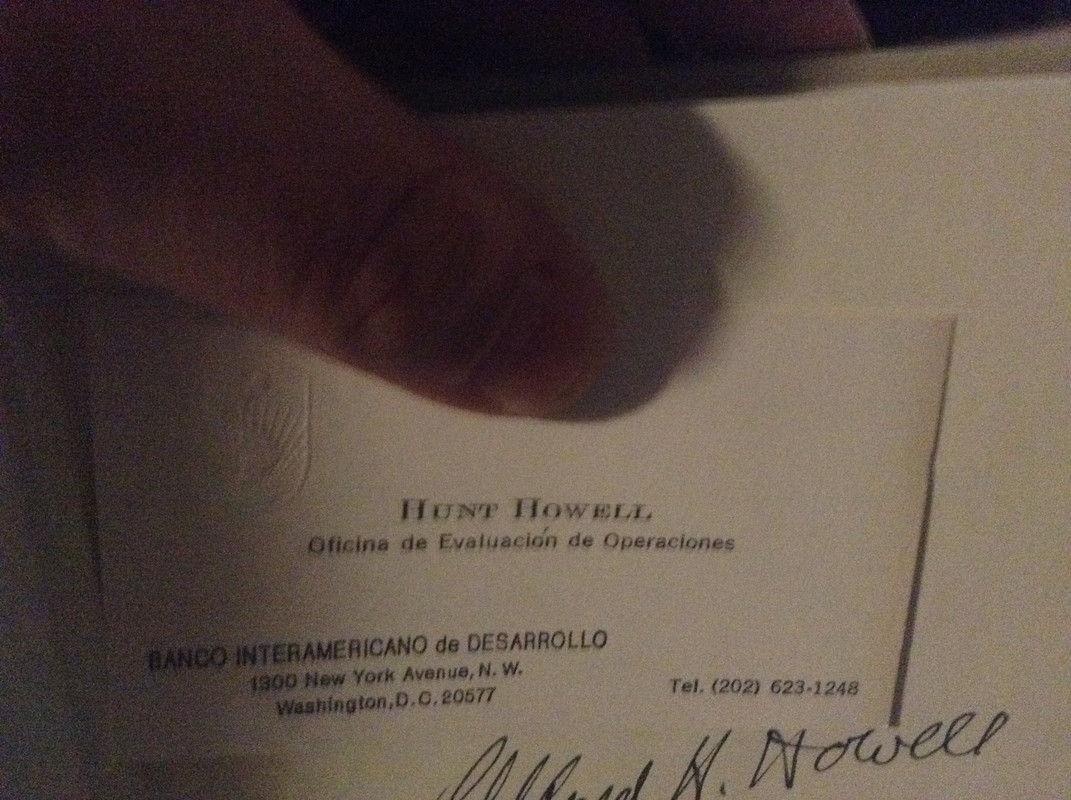 HUNT HOWELL
Oficina de Evaluación de Operaciones
BANCO INTERAMERICANO de DESARROLLO
1300 New York Avenue, N. W.
Washington, D.C. 20577
Tel. (202) 623-1248
H. Howell